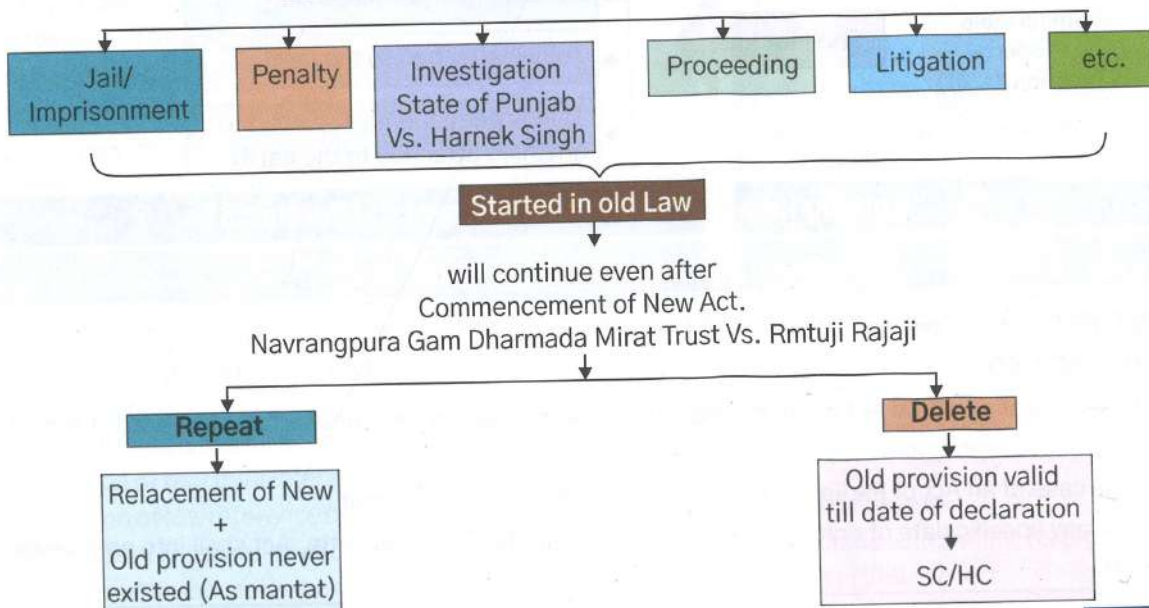 Jail/
Imprisonment
Penalty
Investigation
State of Punjab
Vs. Harnek Singh
Proceeding
Litigation
etc.
Started in old Law
will continue even after
Commencement of New Act.
Navrangpura Gam Dharmada Mirat Trust Vs. Rmtuji Rajaji
Repeat
Relacement of New
+
Old provision never
existed (As mantat)
Delete
Old provision valid
till date of declaration
SC/HC